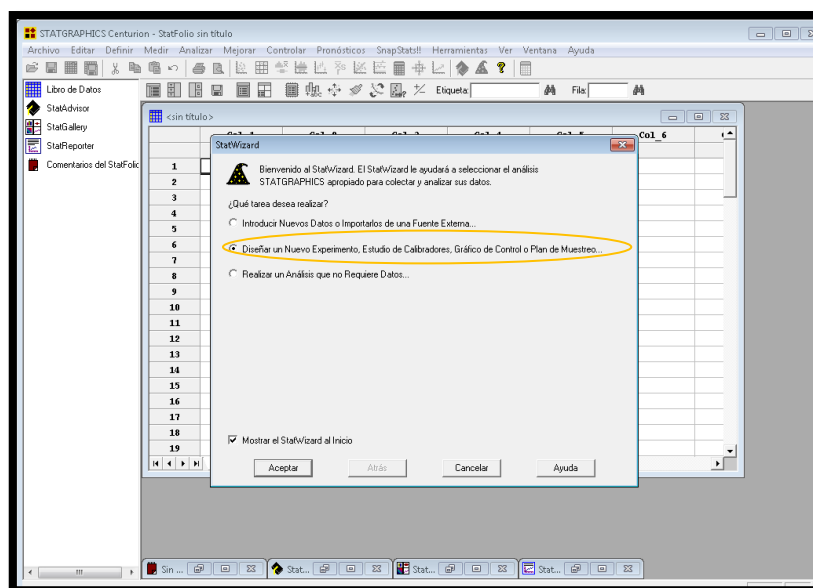 STATGRAPHICS Centurion - StatFolio sin título
Archivo Editar Definir Medir Analizar Mejorar Controlar Pronósticos SnapStats!! Herramientas Ver Ventana Ayuda
Etiqueta: Fila:
Libro de Datos
StatAdvisor
StatGallery
StatReporter
Comentarios del StatFolio
<sin título>
Col_6
1
2
3
4
5
6
7
8
9
10
11
12
13
14
15
16
17
18
19
StatWizard
Bienvenido al StatWizard. El StatWizard le ayudará a seleccionar el análisis
STATGRAPHICS apropiado para colectar y analizar sus datos.
¿Qué tarea desea realizar?
Introducir Nuevos Datos o Importarlos de una Fuente Externa...
Diseñar un Nuevo Experimento, Estudio de Calibradores, Gráfico de Control o Plan de Muestreo...
Realizar un Análisis que no Requiere Datos...
Mostrar el StatWizard al Inicio
Aceptar Atrás Cancelar Ayuda
Sin ... Stat... Stat... Stat...